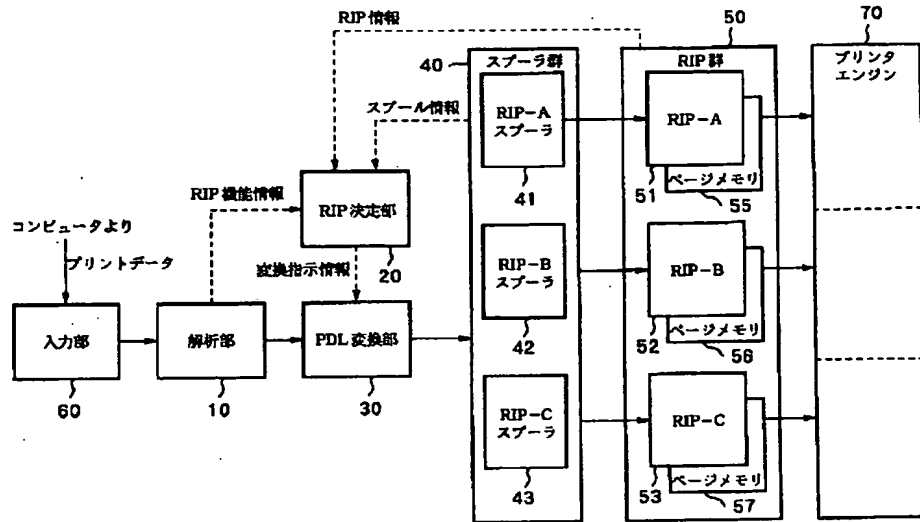 RIP 情報
50
70
40
スプーラ群
RIP群
プリンタ
エンジン
スプール情報
RIP-A
スプーラ
RIP-A
ページメモリ
41
51
55
RIP 機能情報
RIP 決定部
コンピュータより
プリントデータ
変換指示情報
20
RIP-B
スプーラ
RIP-B
ページメモリ
入力部
解析部
PDL 変換部
42
52
56
60
10
30
RIP-C
スプーラ
RIP-C
ページメモリ
43
53
57